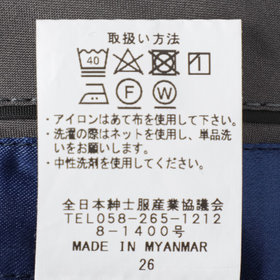 取扱い方法
40
1
F W
・アイロンはあて布を使用して下さい。
・洗濯の際はネットを使用し、単品洗
いをお願いします。
・中性洗剤を使用して下さい。
全日本紳士服産業協議会
TEL058-265-1212
8-1400号
MADE IN MYANMAR
26